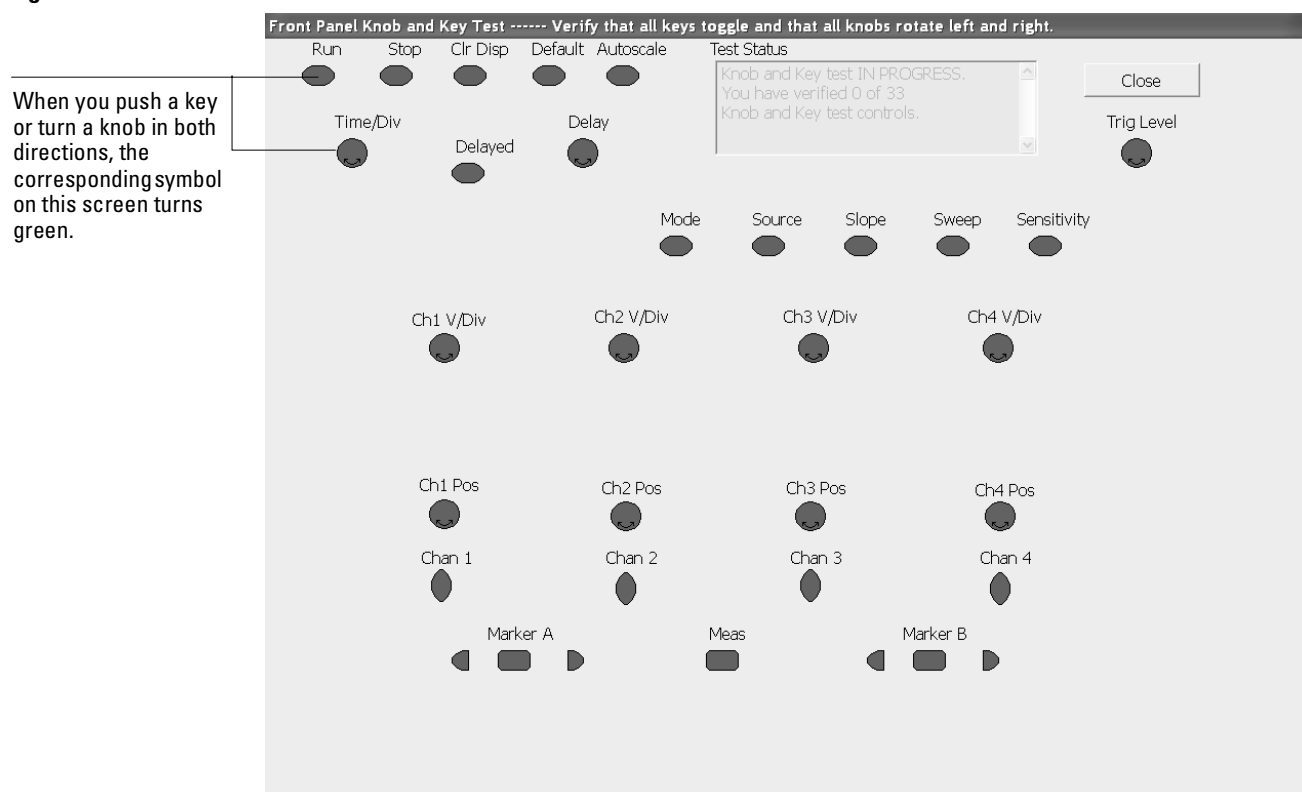 Front Panel Knob and Key Test ------ Verify that all keys toggle and that all knobs rotate left and right.
Run Stop Clr Disp Default Autoscale Test Status
Knob and Key test IN PROGRESS.
You have verified 0 of 33
Knob and Key test controls.
Close
When you push a key
or turn a knob in both
directions, the
corresponding symbol
on this screen turns
green.
Time/Div Delayed Delay Trig Level
Mode Source Slope Sweep Sensitivity
Ch1 V/Div Ch2 V/Div Ch3 V/Div Ch4 V/Div
Ch1 Pos Ch2 Pos Ch3 Pos Ch4 Pos
Chan 1 Chan 2 Chan 3 Chan 4
Marker A Meas Marker B